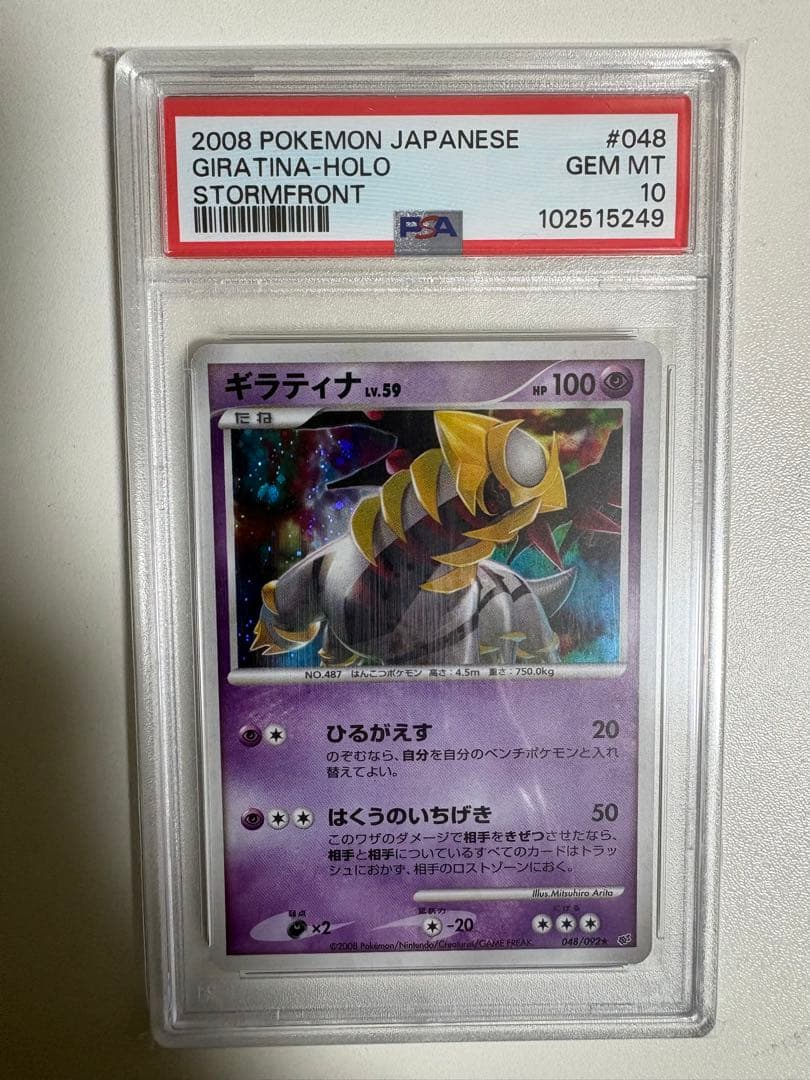 2008 POKEMON JAPANESE #048
GIRATINA-HOLO GEM MT
STORMFRONT 10
PSA 102515249
ギラティナ LV.59 HP 100
たね
NO.487 はんこつポケモン 高さ:4.5m 重さ:750.0kg
ひるがえす 20
のぞむなら、自分を自分のベンチポケモンと入れ
替えてよい。
はくうのいちげき 50
このワザのダメージで相手をきぜつさせたなら、
相手と相手についているすべてのカードはトラッ
シュにおかず、相手のロストゾーンにおく。
Illus.Mitsuhiro Arita
弱点 抵抗力 にげる
×2 -20
©2008 Pokémon/Nintendo/Creatures/GAME FREAK. 048/092★